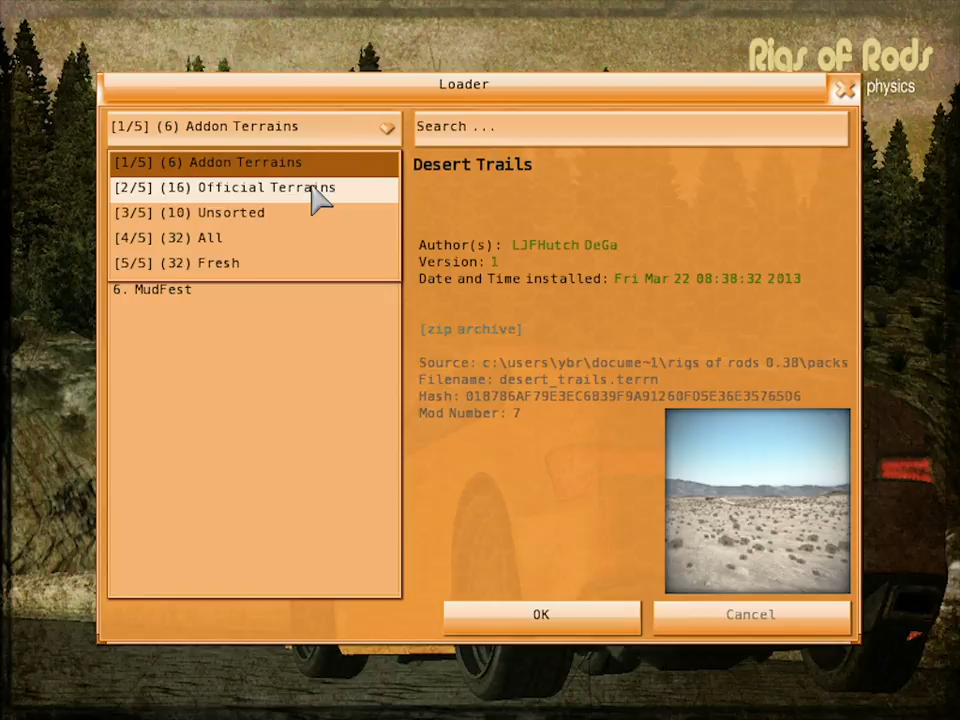 Rigs of Rods
physics
Loader
[1/5] (6) Addon Terrains
Search ...
[1/5] (6) Addon Terrains
[2/5] (16) Official Terrains
[3/5] (10) Unsorted
[4/5] (32) All
[5/5] (32) Fresh
6. MudFest
Desert Trails
Author(s): LJFHutch DeGa
Version: 1
Date and Time installed: Fri Mar 22 08:38:32 2013
[zip archive]
Source: c:\users\ybr\docume~1\rigs of rods 0.38\packs
Filename: desert_trails.terrn
Hash: 018786AF79E3EC6839F9A91260FD5E36E35765D6
Mod Number: 7
OK
Cancel